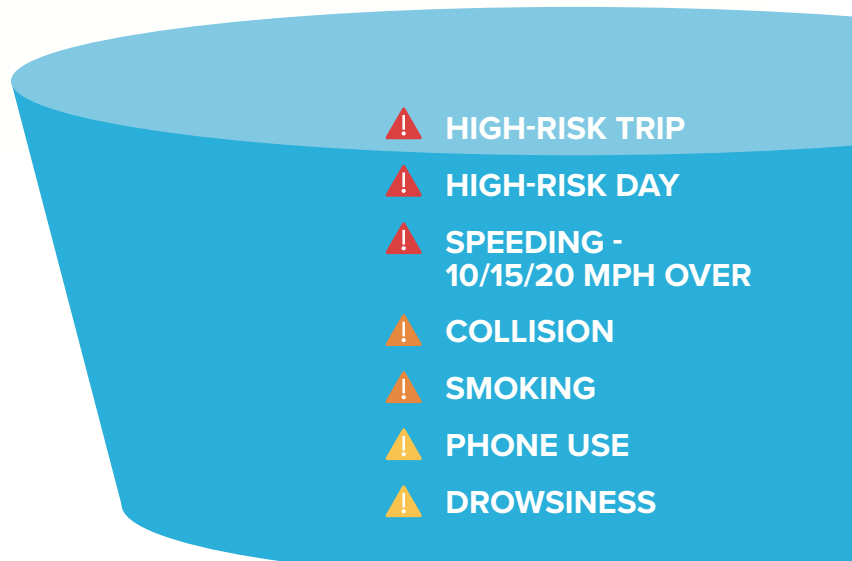 HIGH-RISK TRIP
HIGH-RISK DAY
SPEEDING -
10/15/20 MPH OVER
COLLISION
SMOKING
PHONE USE
DROWSINESS